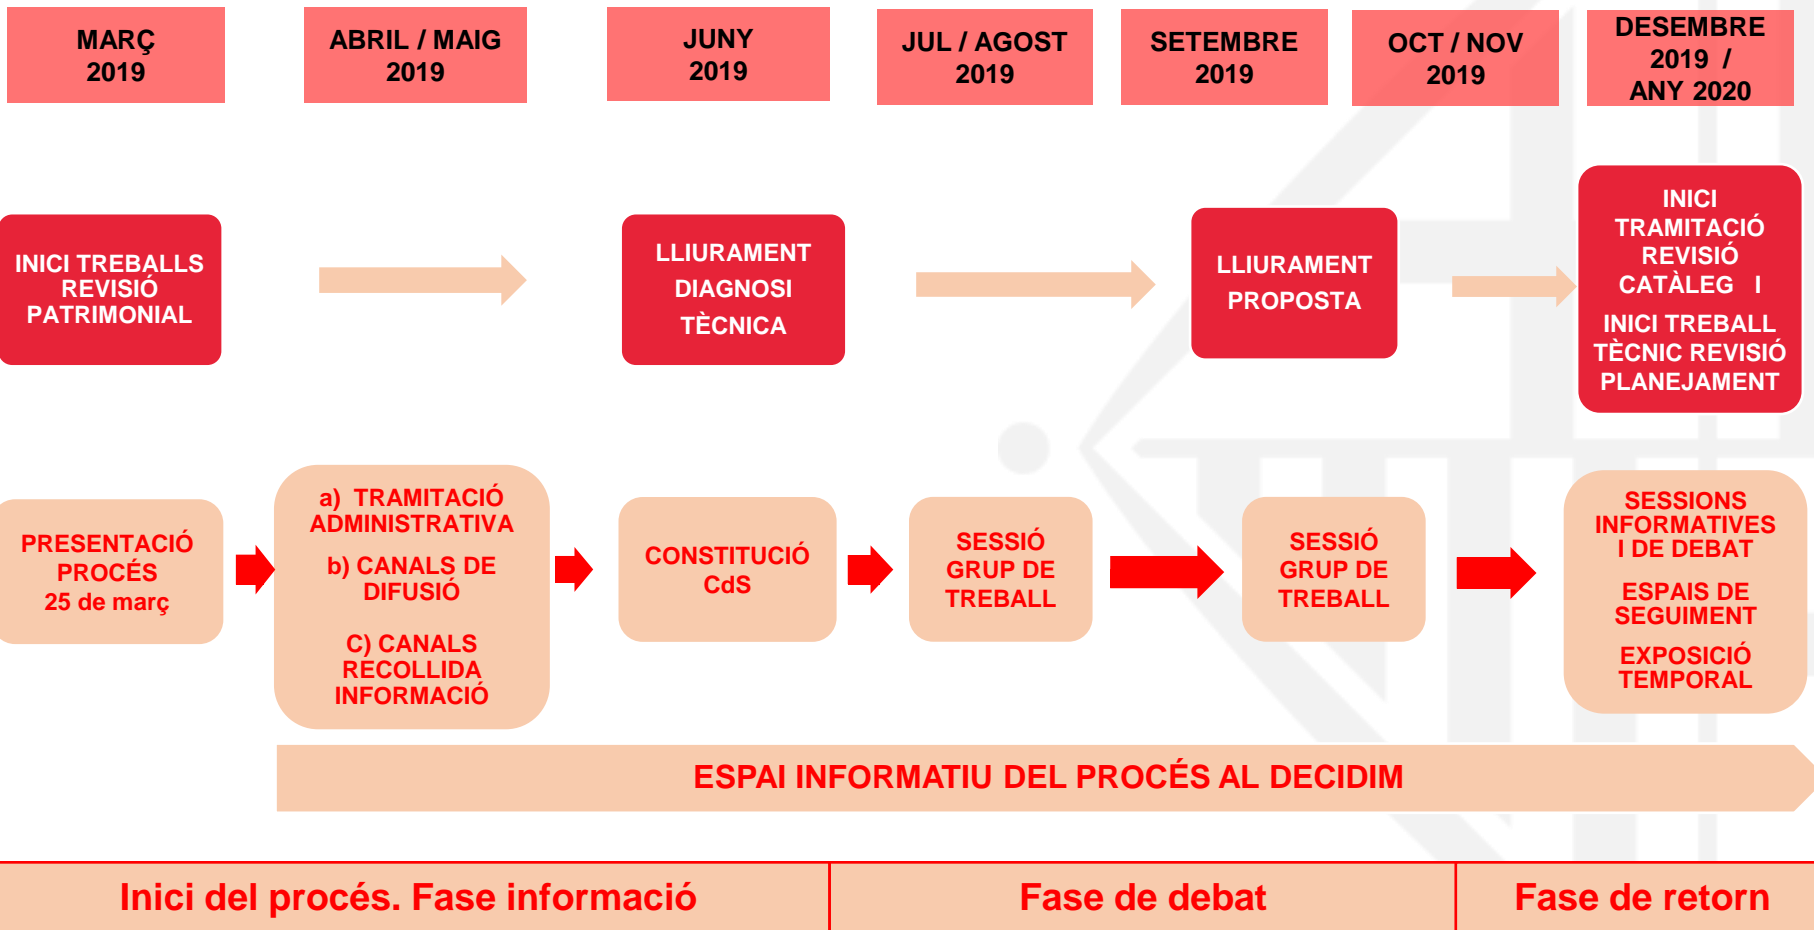 MARÇ
2019
ABRIL / MAIG
2019
JUNY
2019
JUL / AGOST
2019
SETEMBRE
2019
OCT / NOV
2019
DESEMBRE
2019 /
ANY 2020
INICI TREBALLS
REVISIÓ
PATRIMONIAL
LLIURAMENT
DIAGNOSI
TÈCNICA
LLIURAMENT
PROPOSTA
INICI
TRAMITACIÓ
REVISIÓ
CATÀLEG I
INICI TREBALL
TÈCNIC REVISIÓ
PLANEJAMENT
PRESENTACIÓ
PROCÉS
25 de març
a) TRAMITACIÓ
ADMINISTRATIVA
b) CANALS DE
DIFUSIÓ
C) CANALS
RECOLLIDA
INFORMACIÓ
CONSTITUCIÓ
CdS
SESSIÓ
GRUP DE
TREBALL
SESSIÓ
GRUP DE
TREBALL
SESSIONS
INFORMATIVES
I DE DEBAT
ESPAIS DE
SEGUIMENT
EXPOSICIÓ
TEMPORAL
ESPAI INFORMATIU DEL PROCÉS AL DECIDIM
Inici del procés. Fase informació
Fase de debat
Fase de retorn